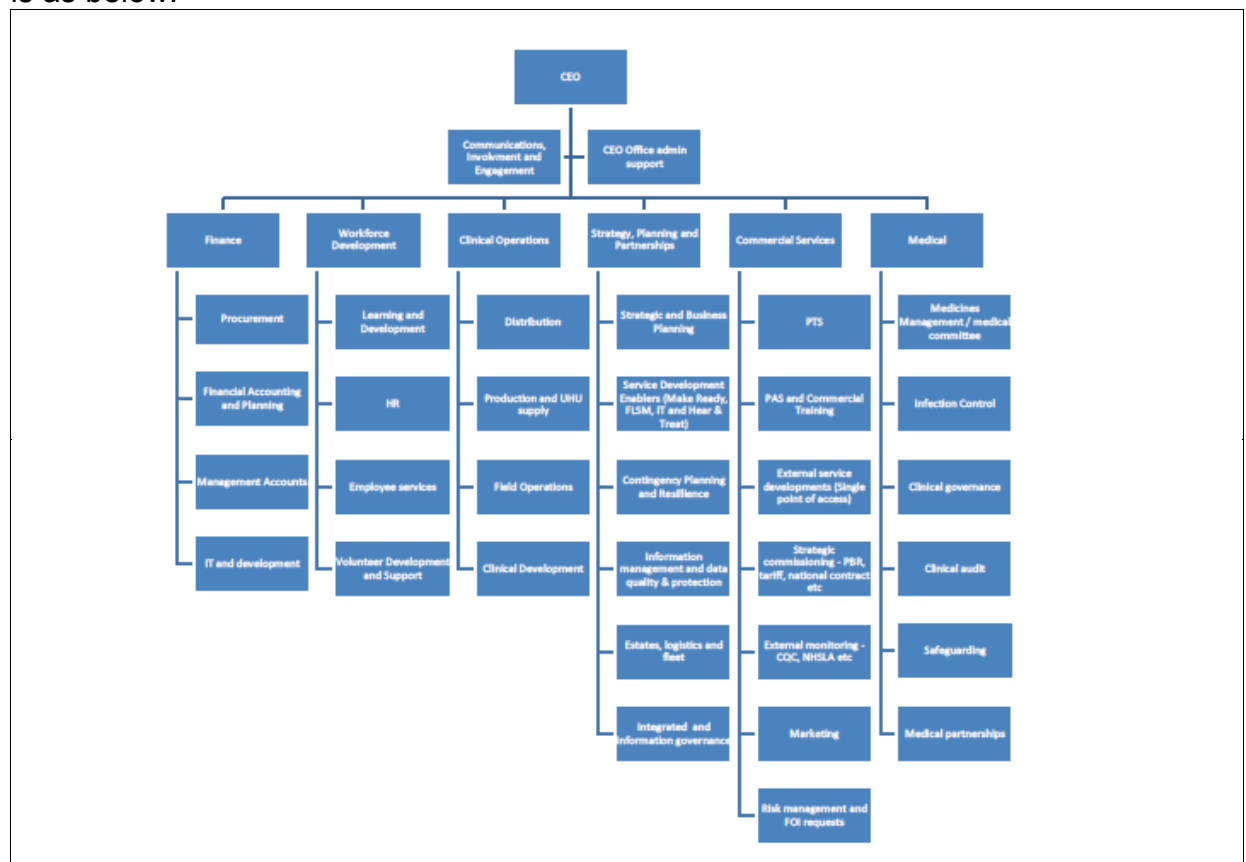 is as below:
CEO
Communications,
Involvment and
Engagement
CEO Office admin
support
Finance
Workforce
Development
Clinical Operations
Strategy, Planning and
Partnerships
Commercial Services
Medical
Procurement
Learning and
Development
Distribution
Strategic and Business
Planning
PTS
Medicines
Management / medical
committee
Financial Accounting
and Planning
HR
Production and UHU
supply
Service Development
Enablers (Make Ready,
FLSM, IT and Hear &
Treat)
PAS and Commercial
Training
Infection Control
Management Accounts
Employee services
Field Operations
Contingency Planning
and Resilience
External service
developments (Single
point of access)
Clinical governance
IT and development
Volunteer Development
and Support
Clinical Development
Information
management and data
quality & protection
Strategic
commissioning - PBR,
tariff, national contract
etc
Clinical audit
Estates, logistics and
fleet
External monitoring -
CQC, NHSLA etc
Safeguarding
Integrated and
information governance
Marketing
Medical partnerships
Risk management and
FOI requests